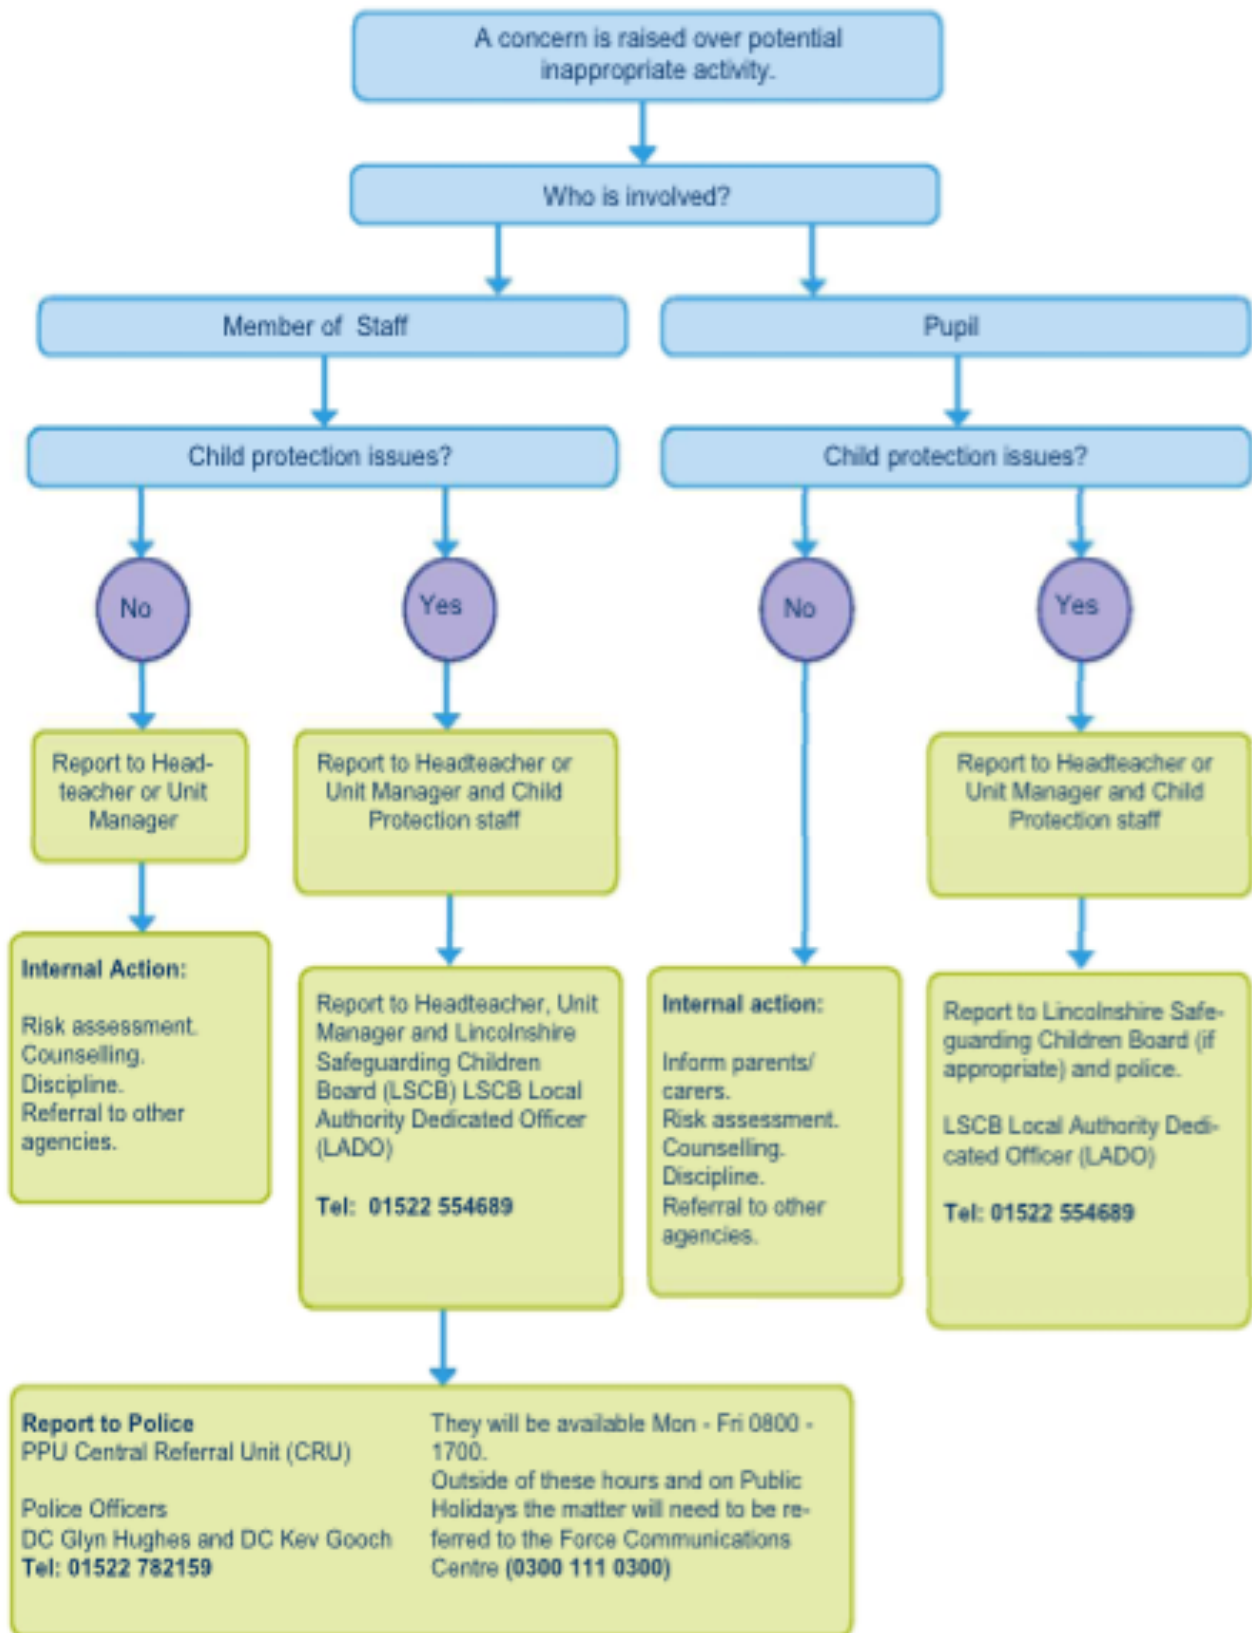 A concern is raised over potential
inappropriate activity.
Who is involved?
Member of Staff
Pupil
Child protection issues?
Child protection issues?
No
Yes
No
Yes
Report to Head-
teacher or Unit
Manager
Report to Headteacher or
Unit Manager and Child
Protection staff
Report to Headteacher or
Unit Manager and Child
Protection staff
Internal Action:
Risk assessment.
Counselling.
Discipline.
Referral to other
agencies.
Report to Headteacher, Unit
Manager and Lincolnshire
Safeguarding Children
Board (LSCB) LSCB Local
Authority Dedicated Officer
(LADO)
Tel: 01522 554689
Internal action:
Inform parents/
carers.
Risk assessment.
Counselling.
Discipline.
Referral to other
agencies.
Report to Lincolnshire Safe-
guarding Children Board (if
appropriate) and police.
LSCB Local Authority Dedi-
cated Officer (LADO)
Tel: 01522 554689
Report to Police
PPU Central Referral Unit (CRU)
Police Officers
DC Glyn Hughes and DC Kev Gooch
Tel: 01522 782159
They will be available Mon - Fri 0800 -
1700.
Outside of these hours and on Public
Holidays the matter will need to be re-
ferred to the Force Communications
Centre (0300 111 0300)